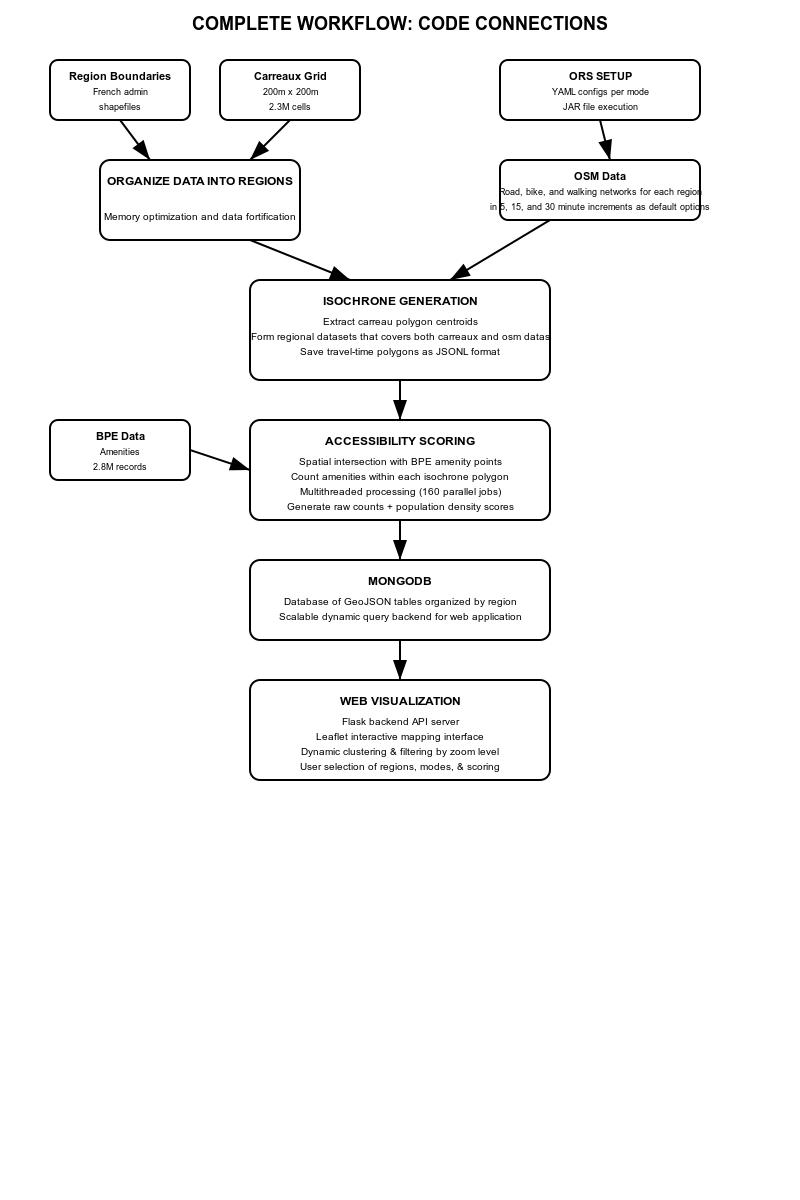 COMPLETE WORKFLOW: CODE CONNECTIONS
Region Boundaries
French admin
shapefiles
Carreaux Grid
200m x 200m
2.3M cells
ORS SETUP
YAML configs per mode
JAR file execution
ORGANIZE DATA INTO REGIONS
Memory optimization and data fortification
OSM Data
Road, bike, and walking networks for each region
in 5, 15, and 30 minute increments as default options
ISOCHRONE GENERATION
Extract carreau polygon centroids
Form regional datasets that covers both carreaux and osm datas
Save travel-time polygons as JSONL format
BPE Data
Amenities
2.8M records
ACCESSIBILITY SCORING
Spatial intersection with BPE amenity points
Count amenities within each isochrone polygon
Multithreaded processing (160 parallel jobs)
Generate raw counts + population density scores
MONGODB
Database of GeoJSON tables organized by region
Scalable dynamic query backend for web application
WEB VISUALIZATION
Flask backend API server
Leaflet interactive mapping interface
Dynamic clustering & filtering by zoom level
User selection of regions, modes, & scoring